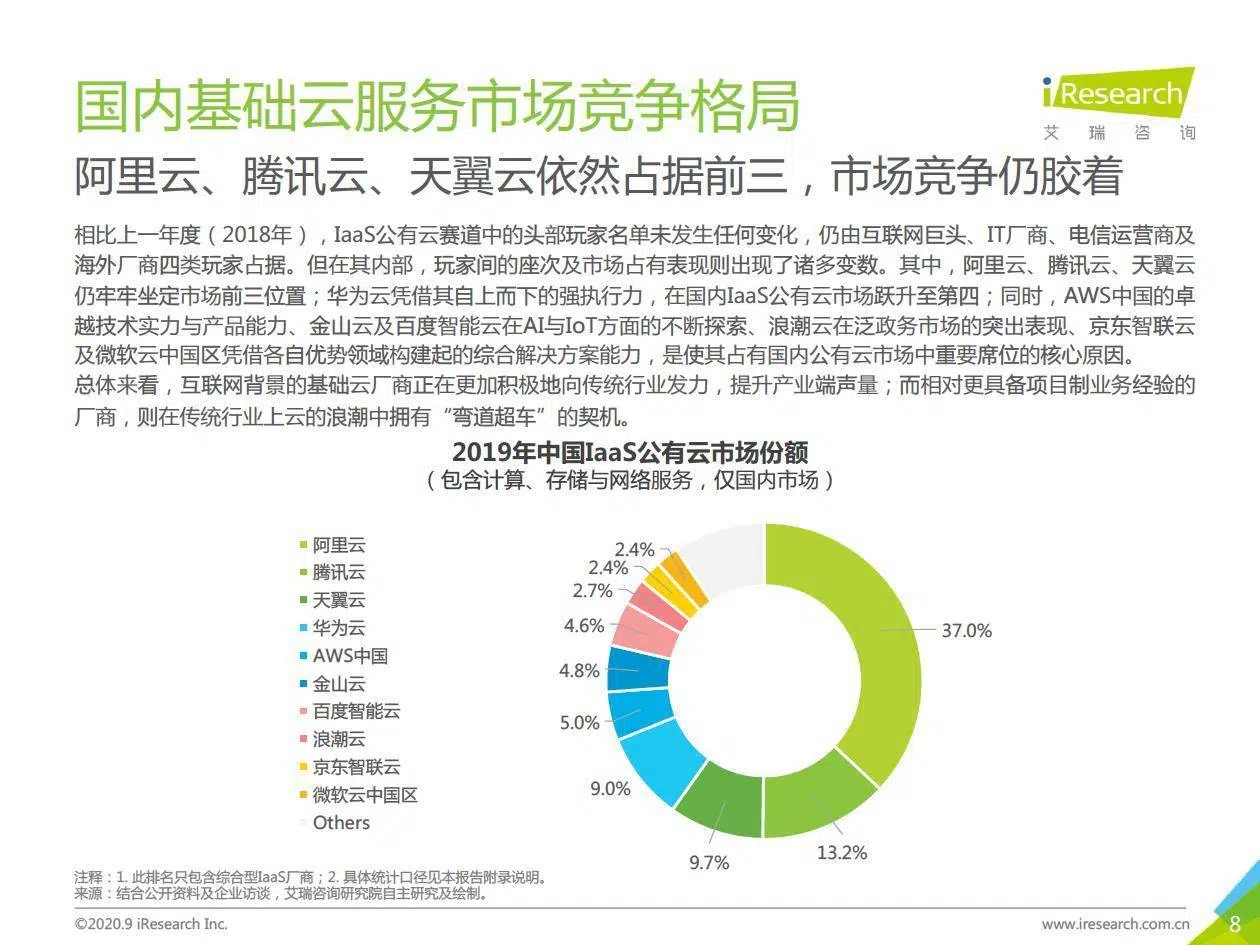 国内基础云服务市场竞争格局
iResearch
艾瑞咨询
阿里云、腾讯云、天翼云依然占据前三，市场竞争仍胶着
相比上一年度（2018年），IaaS公有云赛道中的头部玩家名单未发生任何变化，仍由互联网巨头、IT厂商、电信运营商及
海外厂商四类玩家占据。但在其内部，玩家间的座次及市场占有表现则出现了诸多变数。其中，阿里云、腾讯云、天翼云
仍牢牢坐定市场前三位置；华为云凭借其自上而下的强执行力，在国内IaaS公有云市场跃升至第四；同时，AWS中国的卓
越技术实力与产品能力、金山云及百度智能云在AI与IoT方面的不断探索、浪潮云在泛政务市场的突出表现、京东智联云
及微软云中国区凭借各自优势领域构建起的综合解决方案能力，是使其占有国内公有云市场中重要席位的核心原因。
总体来看，互联网背景的基础云厂商正在更加积极地向传统行业发力，提升产业端声量；而相对更具备项目制业务经验的
厂商，则在传统行业上云的浪潮中拥有“弯道超车”的契机。
2019年中国IaaS公有云市场份额
（包含计算、存储与网络服务，仅国内市场）
阿里云
腾讯云
天翼云
华为云
AWS中国
金山云
百度智能云
浪潮云
京东智联云
微软云中国区
Others
2.4%
2.4%
2.7%
4.6%
4.8%
5.0%
9.0%
9.7%
13.2%
37.0%
注释：1. 此排名只包含综合型IaaS厂商；2. 具体统计口径见本报告附录说明。
来源：结合公开资料及企业访谈，艾瑞咨询研究院自主研究及绘制。
©2020.9 iResearch Inc.
www.iresearch.com.cn
8